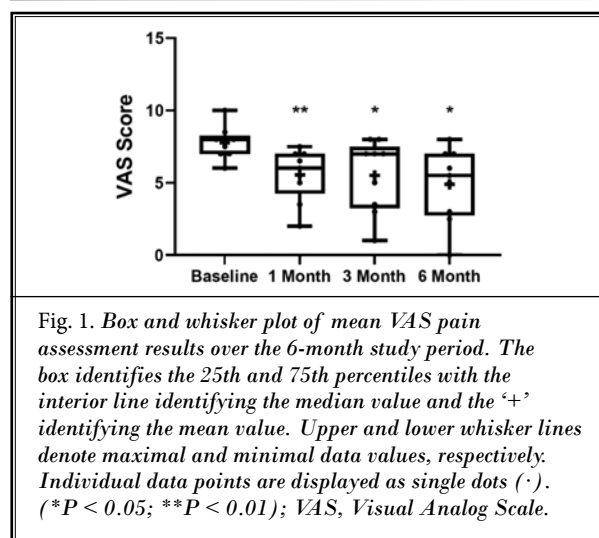 15
10
5
0
VAS Score
** * *
Baseline 1 Month 3 Month 6 Month
Fig. 1. Box and whisker plot of mean VAS pain
assessment results over the 6-month study period. The
box identifies the 25th and 75th percentiles with the
interior line identifying the median value and the ‘+’
identifying the mean value. Upper and lower whisker lines
denote maximal and minimal data values, respectively.
Individual data points are displayed as single dots (·).
(*P < 0.05; **P < 0.01); VAS, Visual Analog Scale.